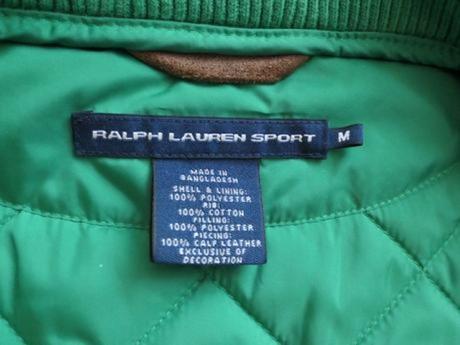 RALPH LAUREN SPORT
M
MADE IN
BANGLADESH
SHELL & LINING:
100% POLYESTER
RIB:
100% COTTON
FILLING:
100% POLYESTER
PIECING:
100% CALF LEATHER
EXCLUSIVE OF
DECORATION